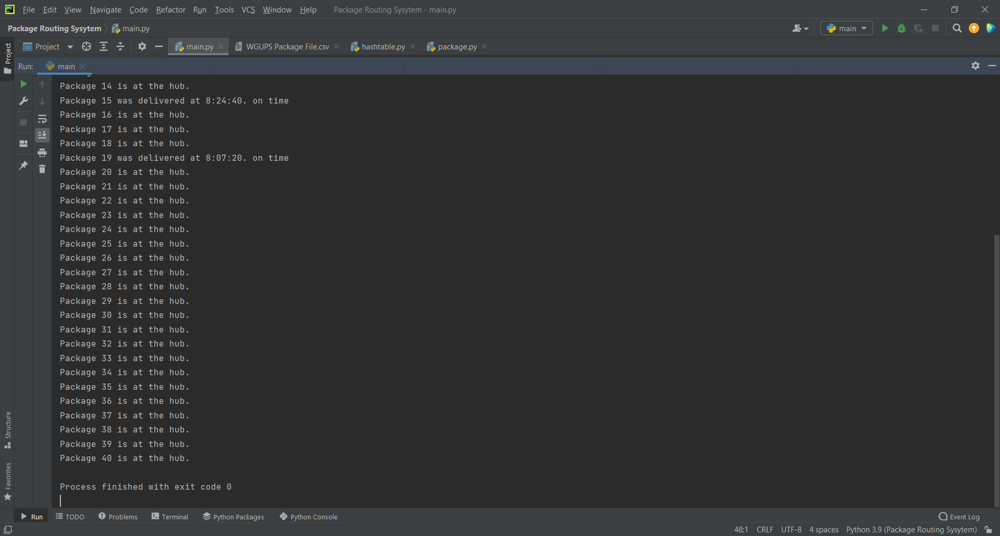 PC File Edit View Navigate Code Refactor Run Tools VCS Window Help Package Routing Sysytem - main.py
Package Routing Sysytem main.py main
Project Project main.py WGUPS Package File.csv hashtable.py package.py
Run: main
Package 14 is at the hub.
Package 15 was delivered at 8:24:40. on time
Package 16 is at the hub.
Package 17 is at the hub.
Package 18 is at the hub.
Package 19 was delivered at 8:07:20. on time
Package 20 is at the hub.
Package 21 is at the hub.
Package 22 is at the hub.
Package 23 is at the hub.
Package 24 is at the hub.
Package 25 is at the hub.
Package 26 is at the hub.
Package 27 is at the hub.
Package 28 is at the hub.
Package 29 is at the hub.
Package 30 is at the hub.
Package 31 is at the hub.
Package 32 is at the hub.
Package 33 is at the hub.
Package 34 is at the hub.
Package 35 is at the hub.
Package 36 is at the hub.
Package 37 is at the hub.
Package 38 is at the hub.
Package 39 is at the hub.
Package 40 is at the hub.
Process finished with exit code 0
Structure
Favorites
Run TODO Problems Terminal Python Packages Python Console Event Log
48:1 CRLF UTF-8 4 spaces Python 3.9 (Package Routing Sysytem)